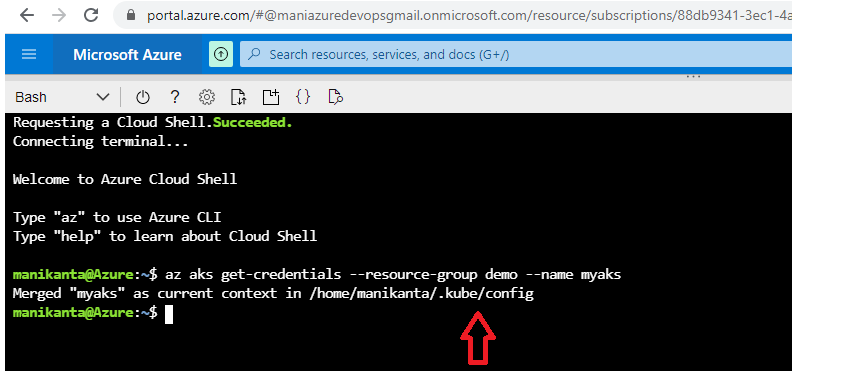 portal.azure.com/#@maniazuredevopsgmail.onmicrosoft.com/resource/subscriptions/88db9341-3ec1-4a
Microsoft Azure
Search resources, services, and docs (G+/)
Bash
Requesting a Cloud Shell.Succeeded.
Connecting terminal...
Welcome to Azure Cloud Shell
Type "az" to use Azure CLI
Type "help" to learn about Cloud Shell
manikanta@Azure:~$ az aks get-credentials --resource-group demo --name myaks
Merged "myaks" as current context in /home/manikanta/.kube/config
manikanta@Azure:~$